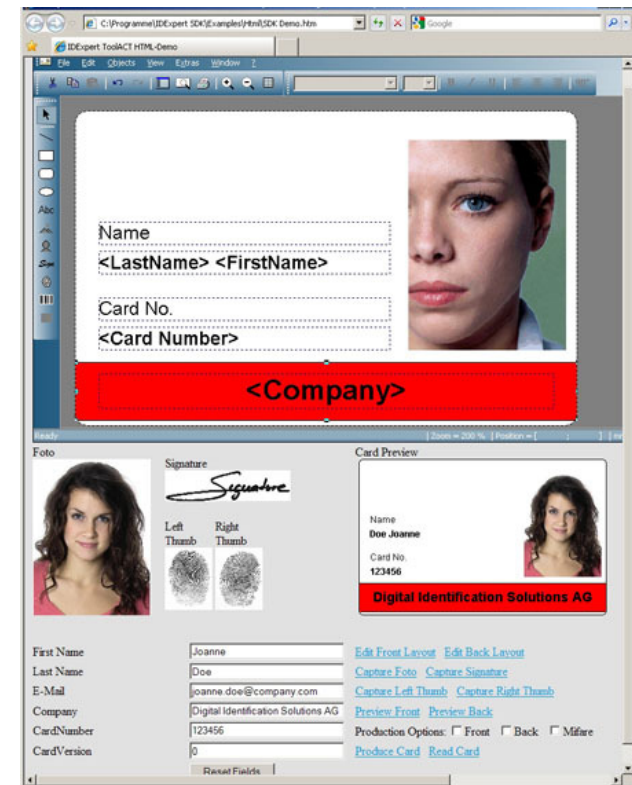 C:\Programme\IDExpert SDK\Examples\Html\SDK Demo.htm
Google
IDExpert ToolACT HTML-Demo
File Edit Objects View Extras Window ?
Abc
Sign
Name
<LastName> <FirstName>
Card No.
<Card Number>
<Company>
Ready
Zoom = 200 % | Position = [ ; ]
Foto
Signature
Signature
Left Thumb
Right Thumb
Card Preview
Name
Doe Joanne
Card No.
123456
Digital Identification Solutions AG
First Name Joanne Edit Front Layout Edit Back Layout
Last Name Doe Capture Foto Capture Signature
E-Mail joanne.doe@company.com Capture Left Thumb Capture Right Thumb
Company Digital Identification Solutions AG Preview Front Preview Back
CardNumber 123456 Production Options: Front Back Mifare
CardVersion 0 Produce Card Read Card
Reset Fields